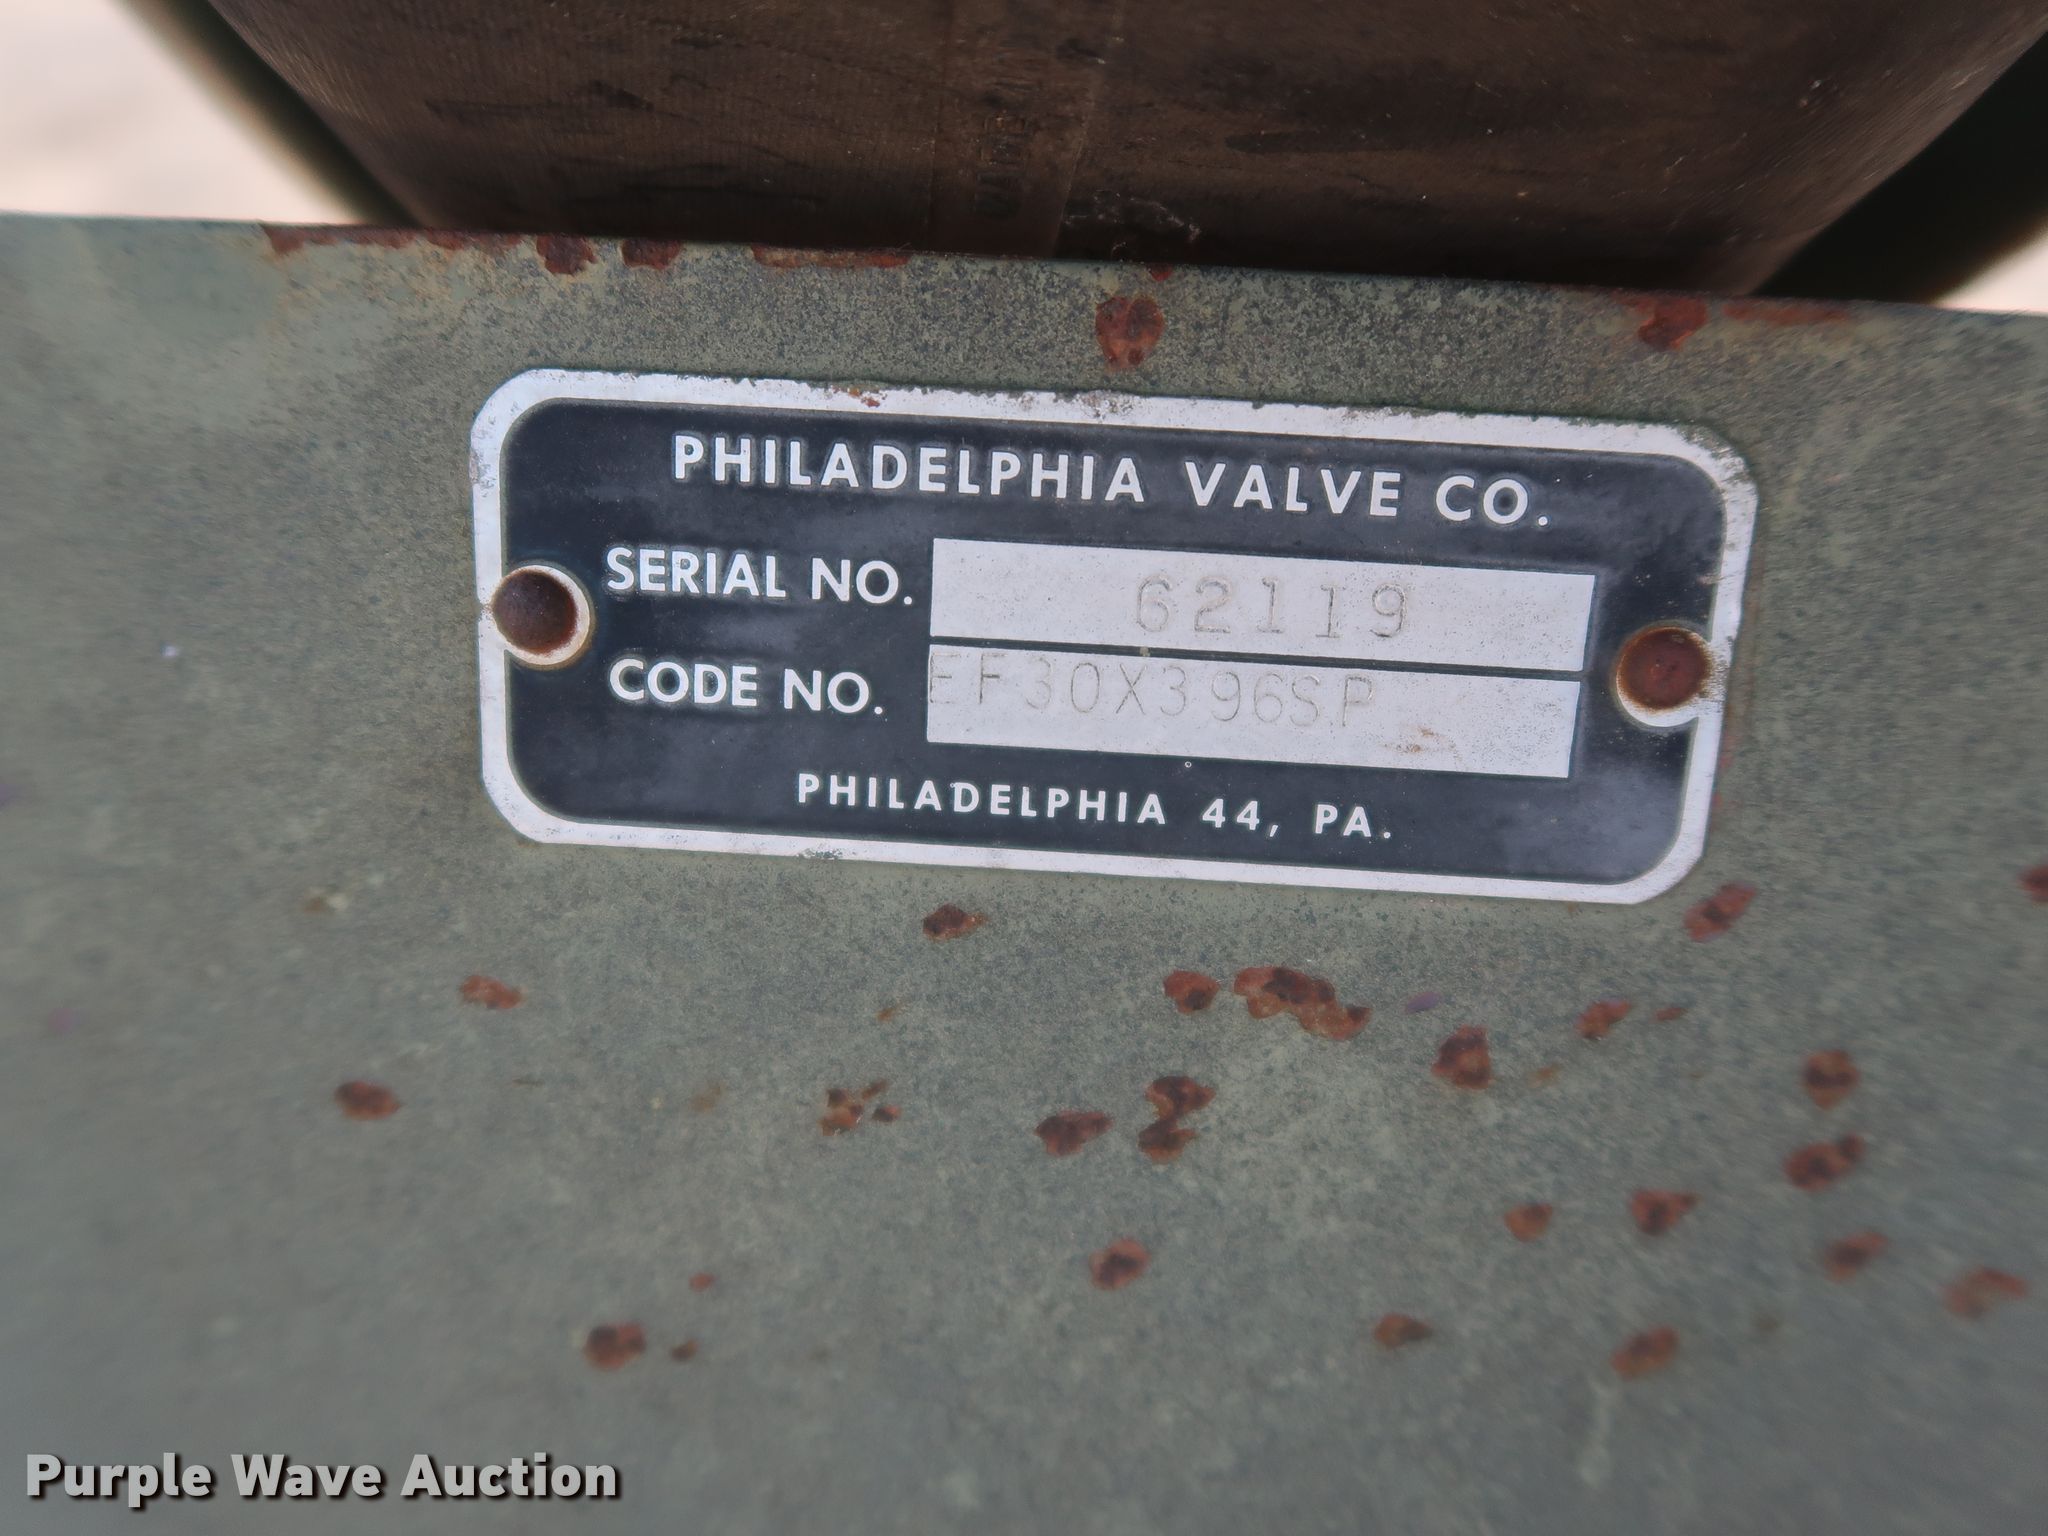 PHILADELPHIA VALVE CO.
SERIAL NO. 62119
CODE NO. EF30X396SP
PHILADELPHIA 44, PA.
Purple Wave Auction